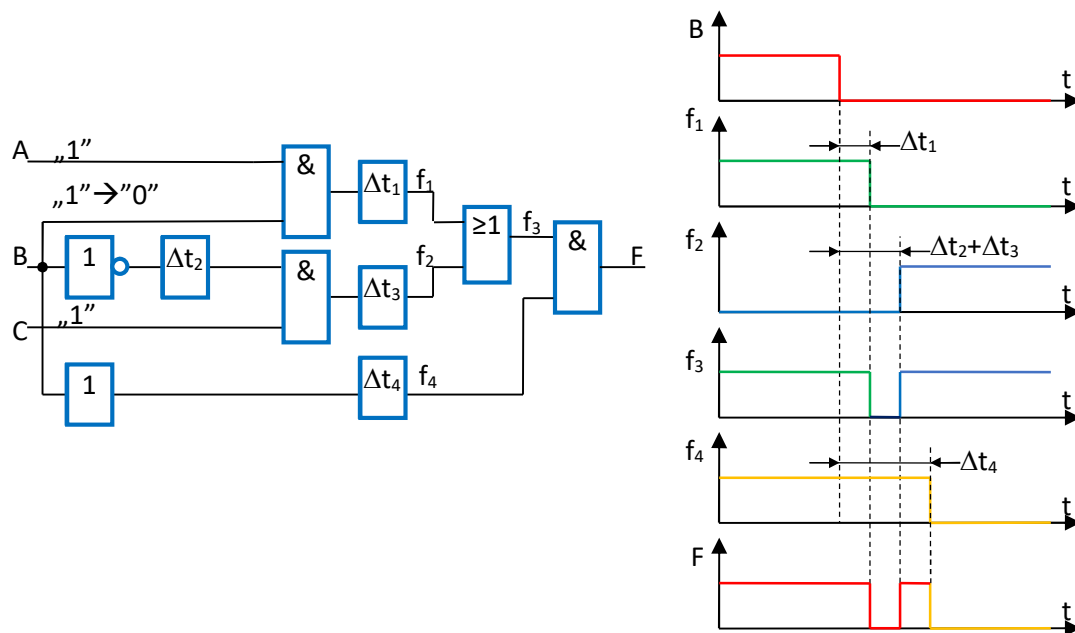 A „1”
„1”→”0”
B
C „1”
&
Δt₁
f₁
1
Δt₂
&
Δt₃
f₂
≥1
f₃
&
F
1
Δt₄
f₄
B
t
f₁
Δt₁
t
f₂
Δt₂+Δt₃
t
f₃
t
f₄
Δt₄
t
F
t